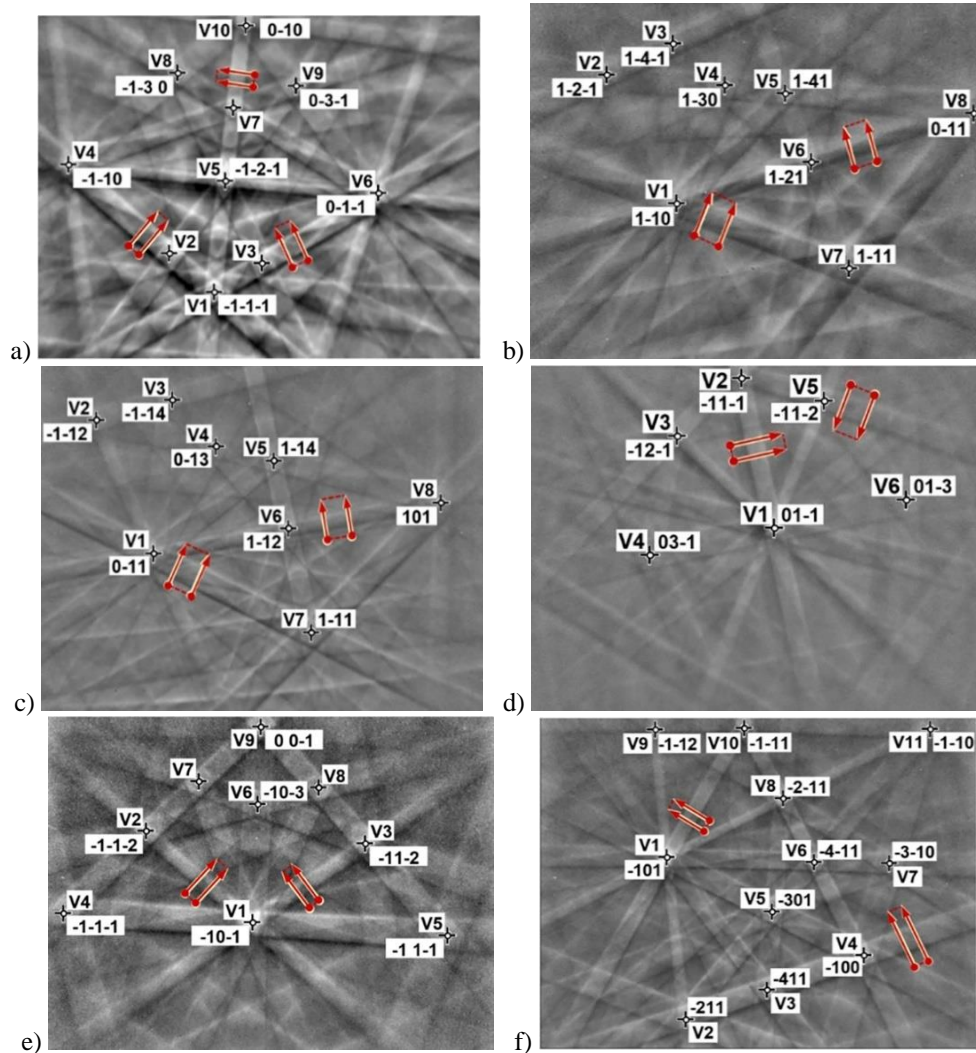 V10 0-10
V8
-1-3 0
V9
0-3-1
V7
V4
-1-10
V5 -1-2-1
V6
0-1-1
V2
V3
V1 -1-1-1
a)
V3
1-4-1
V2
1-2-1
V4
1-30
V5 1-41
V8
0-11
V6
1-21
V1
1-10
V7 1-11
b)
V3
-1-14
V2
-1-12
V4
0-13
V5 1-14
V8
101
V6
1-12
V1
0-11
V7 1-11
c)
V2
-11-1
V5
-11-2
V3
-12-1
V6
01-3
V1 01-1
V4 03-1
d)
V9 0 0-1
V7
V8
V6
-10-3
V2
-1-1-2
V3
-11-2
V4
-1-1-1
V1
-10-1
V5
-1 1-1
e)
V9 -1-12
V10 -1-11
V11 -1-10
V8
-2-11
V1
-101
V6 -4-11
-3-10
V7
V5 -301
V4
-100
-411
V3
-211
V2
f)